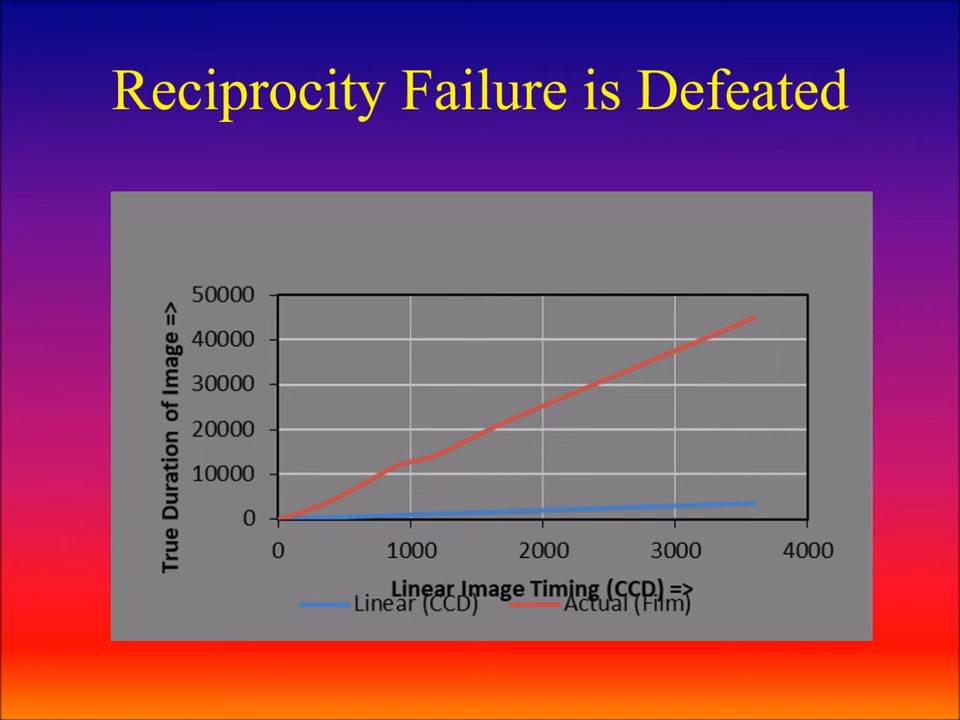 Reciprocity Failure is Defeated
True Duration of Image =>
50000
40000
30000
20000
10000
0
0 1000 2000 3000 4000
Linear Image Timing (CCD) =>
Linear (CCD) Actual (Film)